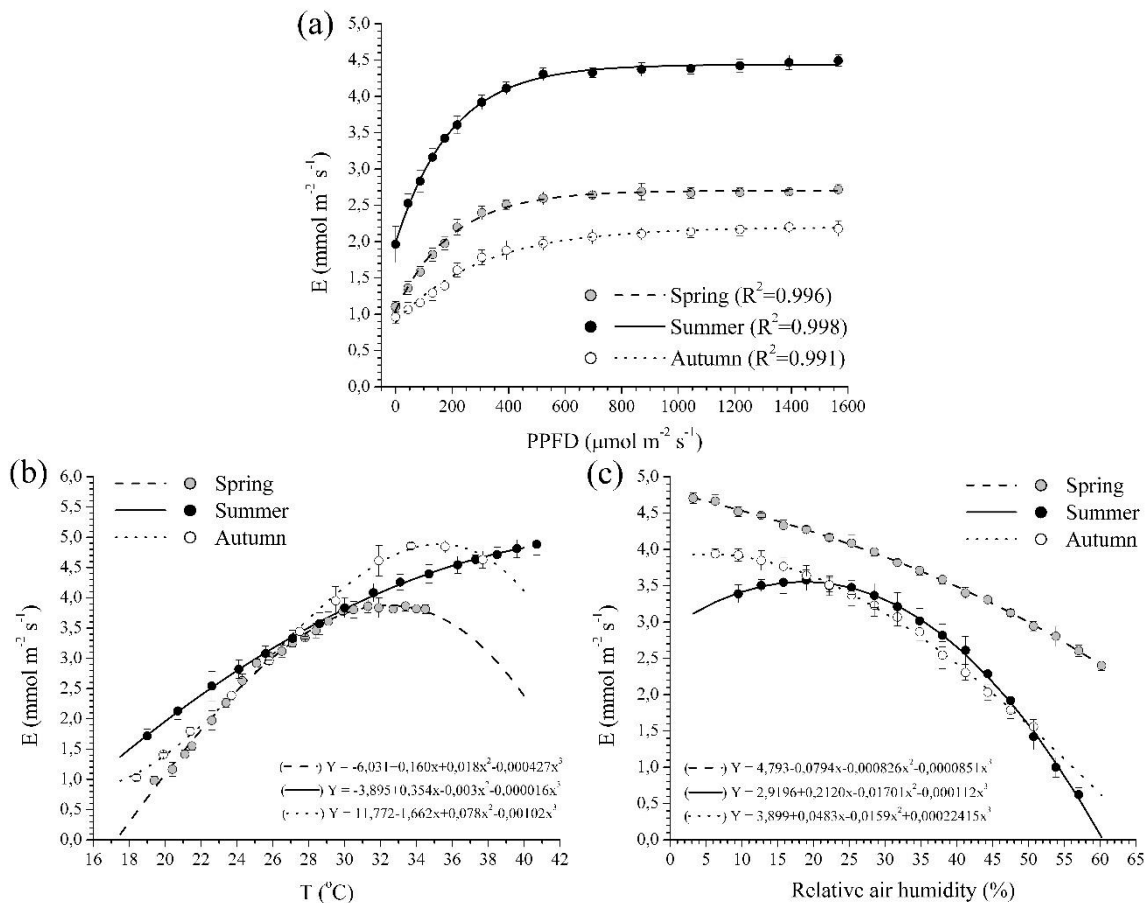 (a)
5,0
4,5
4,0
3,5
3,0
2,5
2,0
1,5
1,0
0,5
0,0
E (mmol m⁻² s⁻¹)
Spring (R²=0.996)
Summer (R²=0.998)
Autumn (R²=0.991)
0 200 400 600 800 1000 1200 1400 1600
PPFD (μmol m⁻² s⁻¹)
(b)
6,0
5,5
5,0
4,5
4,0
3,5
3,0
2,5
2,0
1,5
1,0
0,5
0,0
E (mmol m⁻² s⁻¹)
Spring
Summer
Autumn
(--) Y = -6,031–0,160x+0,018x²-0,000427x³
(—) Y = -3,895+0,354x-0,003x²-0,000016x³
(··) Y = 11,772-1,662x+0,078x²-0,00102x³
16 18 20 22 24 26 28 30 32 34 36 38 40 42
T (°C)
(c)
5,0
4,5
4,0
3,5
3,0
2,5
2,0
1,5
1,0
0,5
0,0
E (mmol m⁻² s⁻¹)
Spring
Summer
Autumn
(--) Y = 4,793-0,0794x-0,000826x²-0,0000851x³
(—) Y = 2,9196+0,2120x-0,01701x²-0,000112x³
(··) Y = 3,899+0,0483x-0,0159x²+0,00022415x³
0 5 10 15 20 25 30 35 40 45 50 55 60 65
Relative air humidity (%)